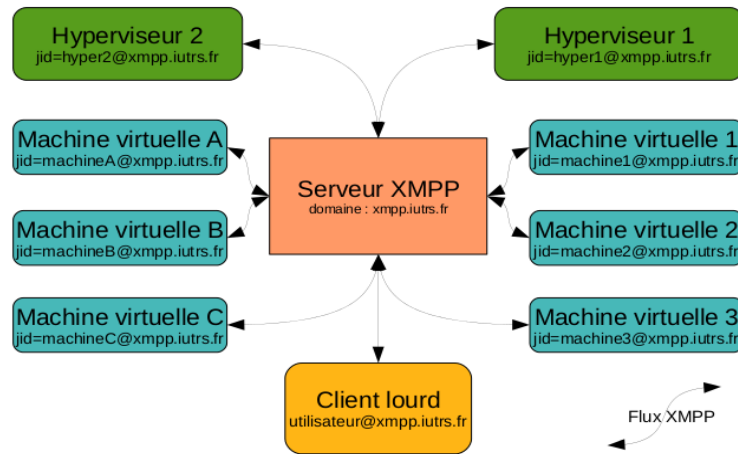 Hyperviseur 2
jid=hyper2@xmpp.iutrs.fr
Hyperviseur 1
jid=hyper1@xmpp.iutrs.fr
Machine virtuelle A
jid=machineA@xmpp.iutrs.fr
Machine virtuelle 1
jid=machine1@xmpp.iutrs.fr
Serveur XMPP
domaine : xmpp.iutrs.fr
Machine virtuelle B
jid=machineB@xmpp.iutrs.fr
Machine virtuelle 2
jid=machine2@xmpp.iutrs.fr
Machine virtuelle C
jid=machineC@xmpp.iutrs.fr
Machine virtuelle 3
jid=machine3@xmpp.iutrs.fr
Client lourd
utilisateur@xmpp.iutrs.fr
Flux XMPP